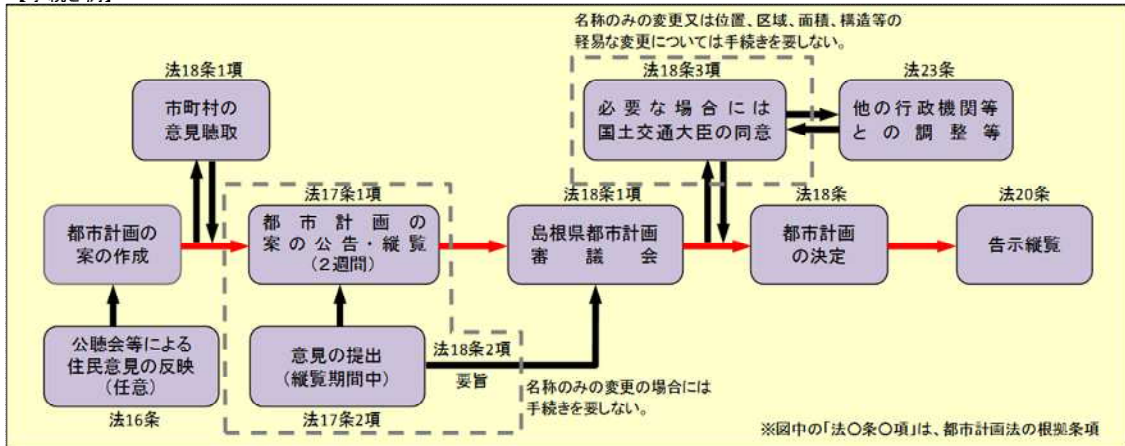 名称のみの変更又は位置、区域、面積、構造等の
軽易な変更については手続きを要しない。
法18条1項
市町村の
意見聴取
法18条3項
必要な場合には
国土交通大臣の同意
法23条
他の行政機関等
との調整等
都市計画の
案の作成
法17条1項
都市計画の
案の公告・縦覧
(2週間)
法18条1項
島根県都市計画
審議会
法18条
都市計画
の決定
法20条
告示縦覧
公聴会等による
住民意見の反映
(任意)
法16条
意見の提出
(縦覧期間中)
法17条2項
法18条2項
要旨
名称のみの変更の場合には
手続きを要しない。
※図中の「法〇条〇項」は、都市計画法の根拠条項